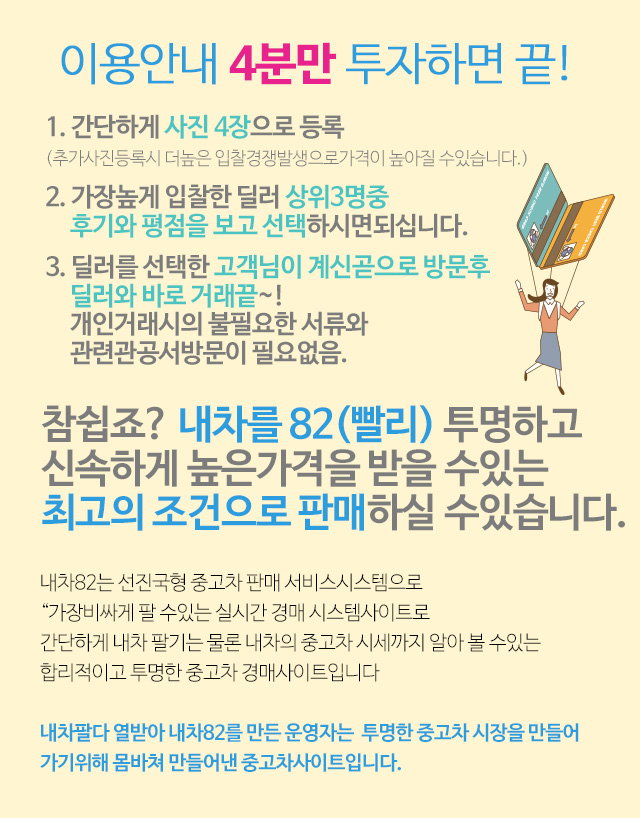 이용안내 4분만 투자하면 끝!
1. 간단하게 사진 4장으로 등록
(추가사진등록시 더높은 입찰경쟁발생으로가격이 높아질 수있습니다.)
2. 가장높게 입찰한 딜러 상위3명중
후기와 평점을 보고 선택하시면되십니다.
3. 딜러를 선택한 고객님이 계신곧으로 방문후
딜러와 바로 거래끝~!
개인거래시의 불필요한 서류와
관련관공서방문이 필요없음.
참쉽죠? 내차를 82(빨리) 투명하고
신속하게 높은가격을 받을 수있는
최고의 조건으로 판매하실 수있습니다.
내차82는 선진국형 중고차 판매 서비스시스템으로
“가장비싸게 팔 수있는 실시간 경매 시스템사이트로
간단하게 내차 팔기는 물론 내차의 중고차 시세까지 알아 볼 수있는
합리적이고 투명한 중고차 경매사이트입니다
내차팔다 열받아 내차82를 만든 운영자는 투명한 중고차 시장을 만들어
가기위해 몸바쳐 만들어낸 중고차사이트입니다.